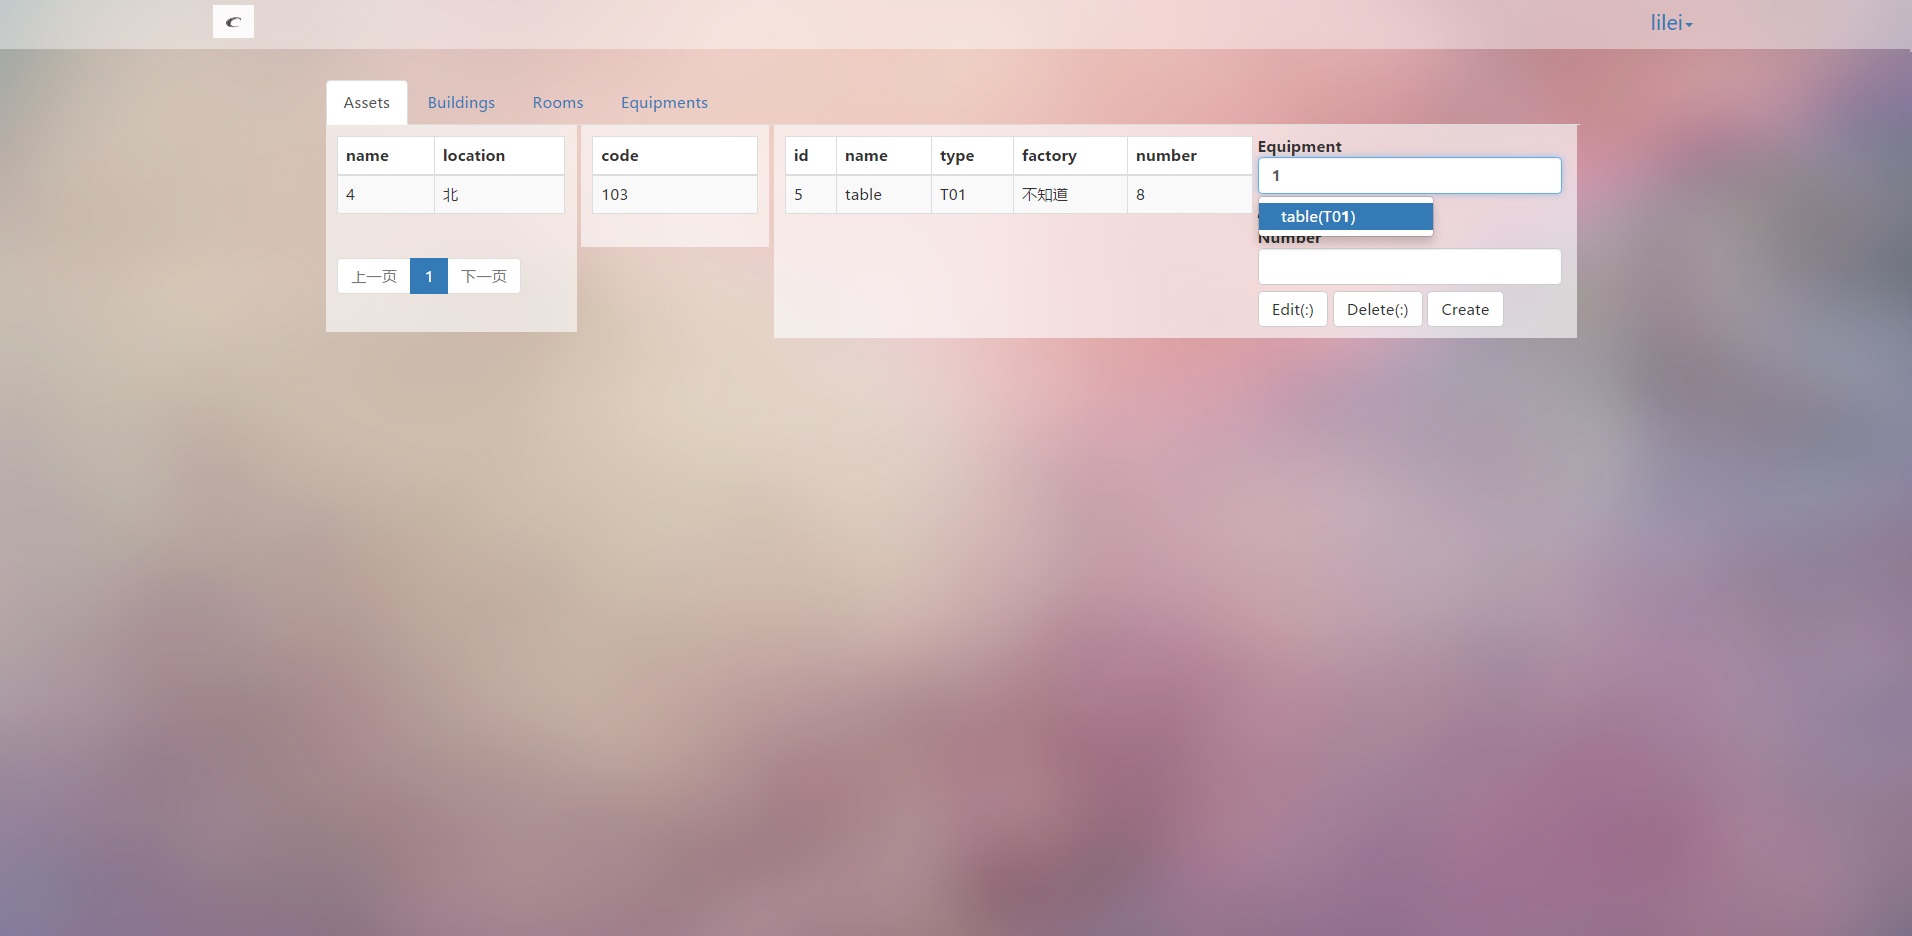 lilei
Assets Buildings Rooms Equipments
name location
4 北
上一页 1 下一页
code
103
id name type factory number
5 table T01 不知道 8
Equipment
1
table(T01)
Number
Edit(:) Delete(:) Create